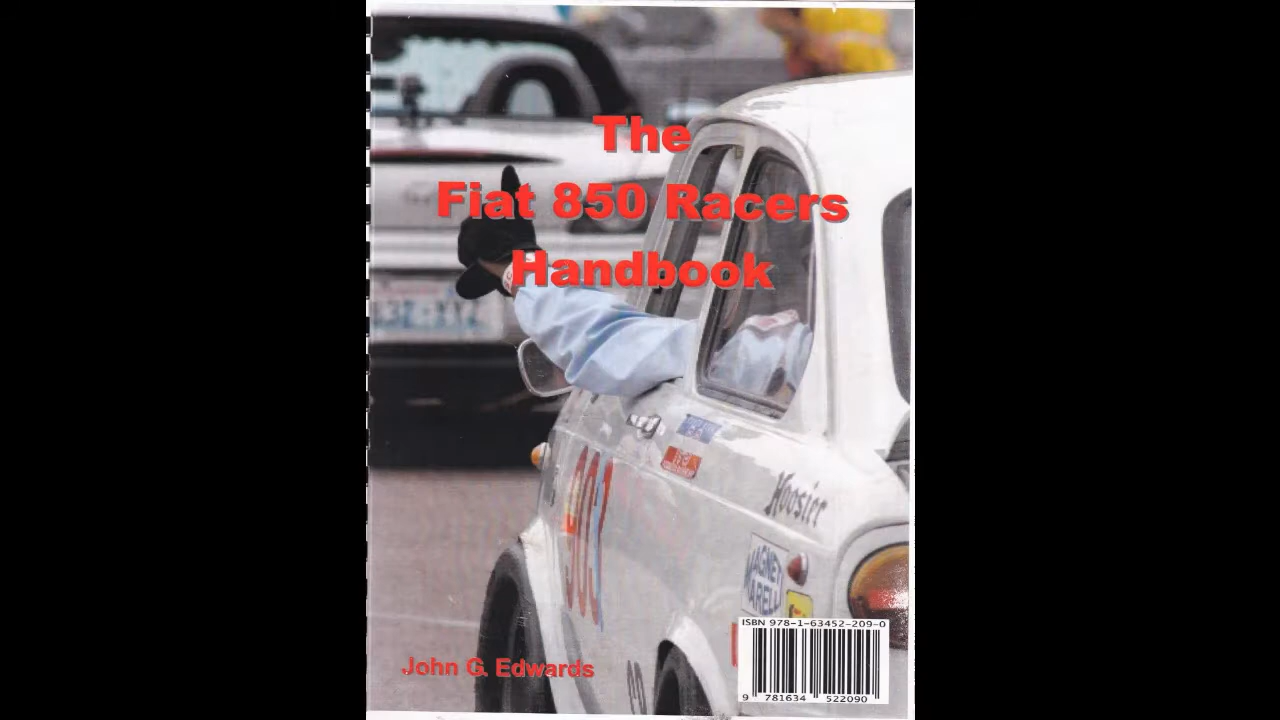 The
Fiat 850 Racers
Handbook
903
Hoosier
MAGNETI
MARELLI
ISBN 978-1-63452-209-0
9 781634 522090
John G. Edwards